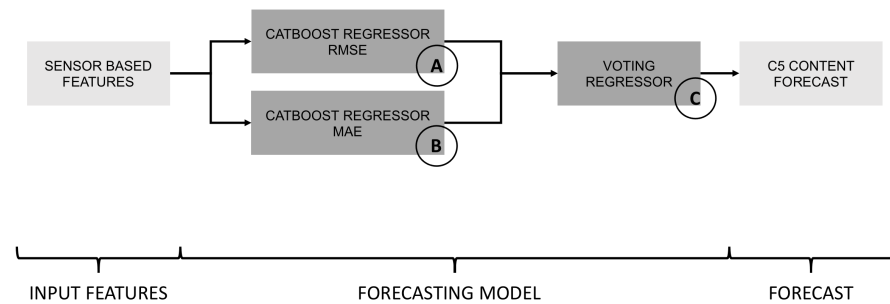 SENSOR BASED
FEATURES
CATBOOST REGRESSOR
RMSE
A
CATBOOST REGRESSOR
MAE
B
VOTING
REGRESSOR
C
C5 CONTENT
FORECAST
INPUT FEATURES
FORECASTING MODEL
FORECAST